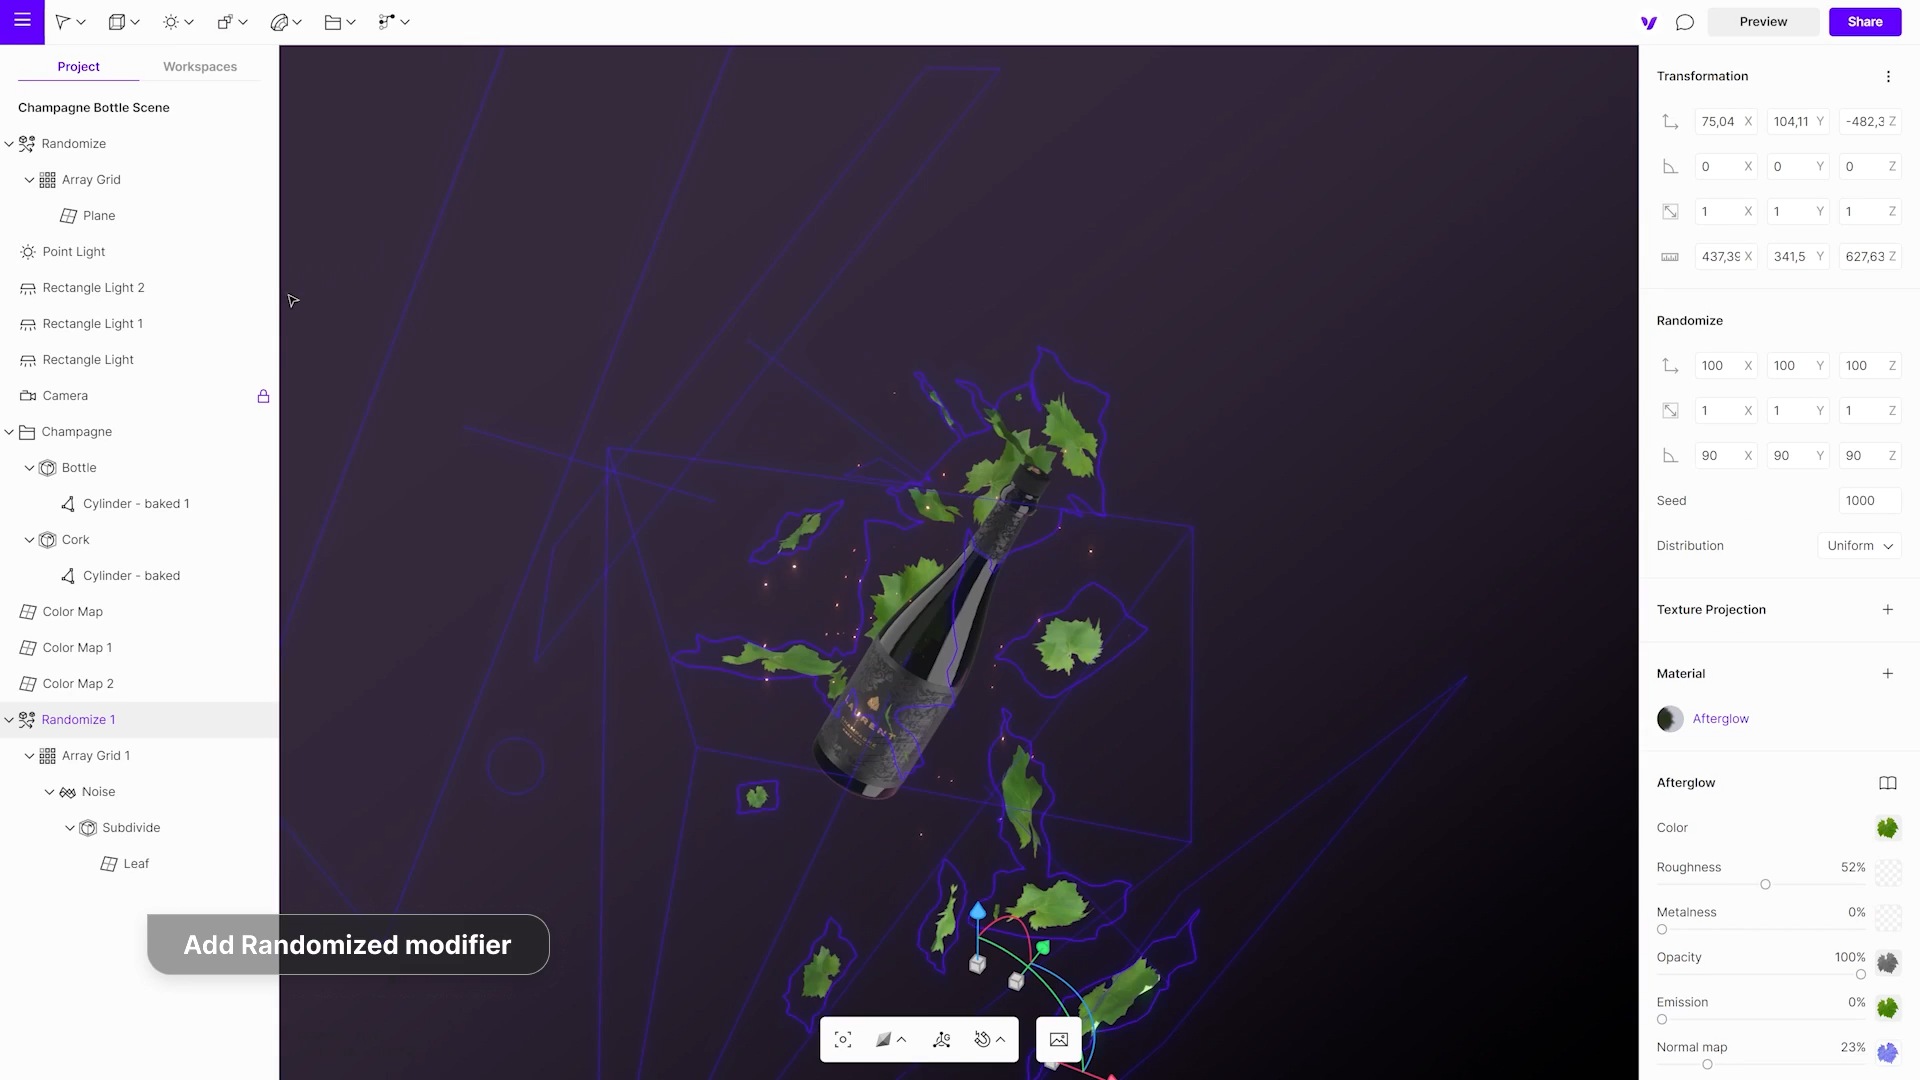 Preview
Share
Project
Workspaces
Champagne Bottle Scene
Randomize
Array Grid
Plane
Point Light
Rectangle Light 2
Rectangle Light 1
Rectangle Light
Camera
Champagne
Bottle
Cylinder - baked 1
Cork
Cylinder - baked
Color Map
Color Map 1
Color Map 2
Randomize 1
Array Grid 1
Noise
Subdivide
Leaf
Add Randomized modifier
LAURENT
Transformation
75,04 X 104,11 Y -482,3 Z
0 X 0 Y 0 Z
1 X 1 Y 1 Z
437,39 X 341,5 Y 627,63 Z
Randomize
100 X 100 Y 100 Z
1 X 1 Y 1 Z
90 X 90 Y 90 Z
Seed 1000
Distribution Uniform
Texture Projection
Material
Afterglow
Afterglow
Color
Roughness 52%
Metalness 0%
Opacity 100%
Emission 0%
Normal map 23%